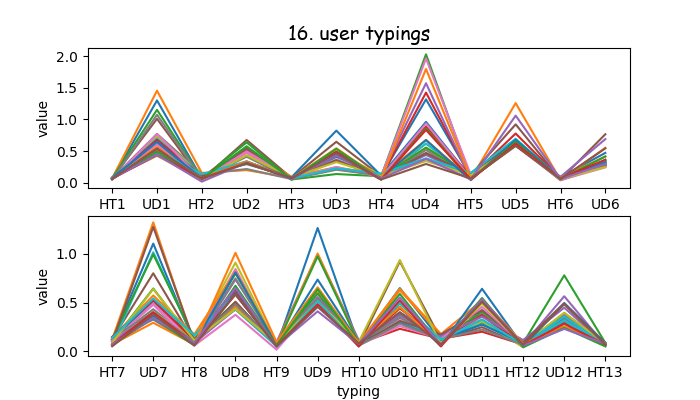 16. user typings
value
2.0
1.5
1.0
0.5
0.0
HT1 UD1 HT2 UD2 HT3 UD3 HT4 UD4 HT5 UD5 HT6 UD6
value
1.0
0.5
0.0
HT7 UD7 HT8 UD8 HT9 UD9 HT10 UD10 HT11 UD11 HT12 UD12 HT13
typing